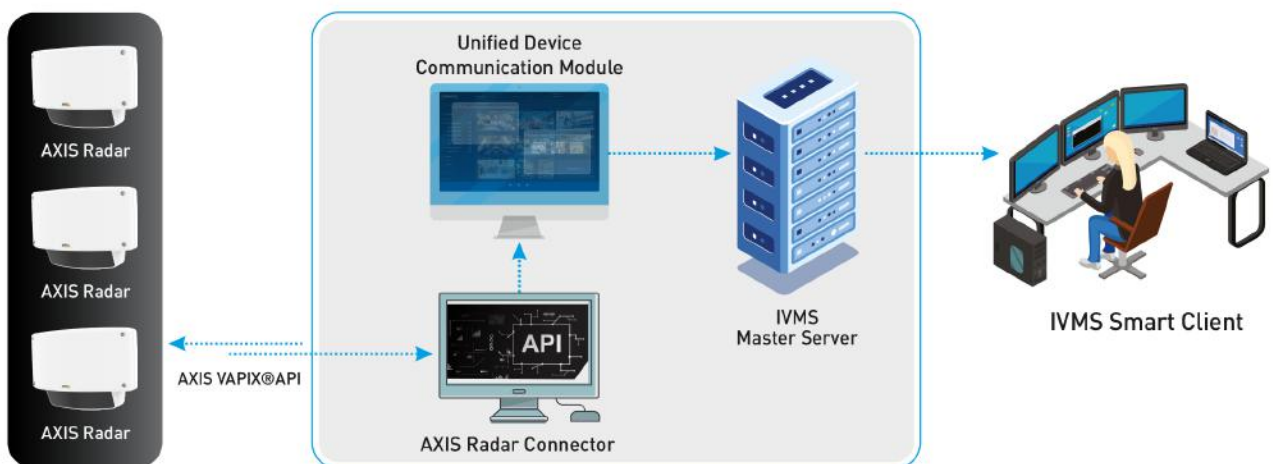 AXIS Radar
AXIS Radar
AXIS Radar
AXIS VAPIX®API
Unified Device
Communication Module
API
AXIS Radar Connector
IVMS
Master Server
IVMS Smart Client